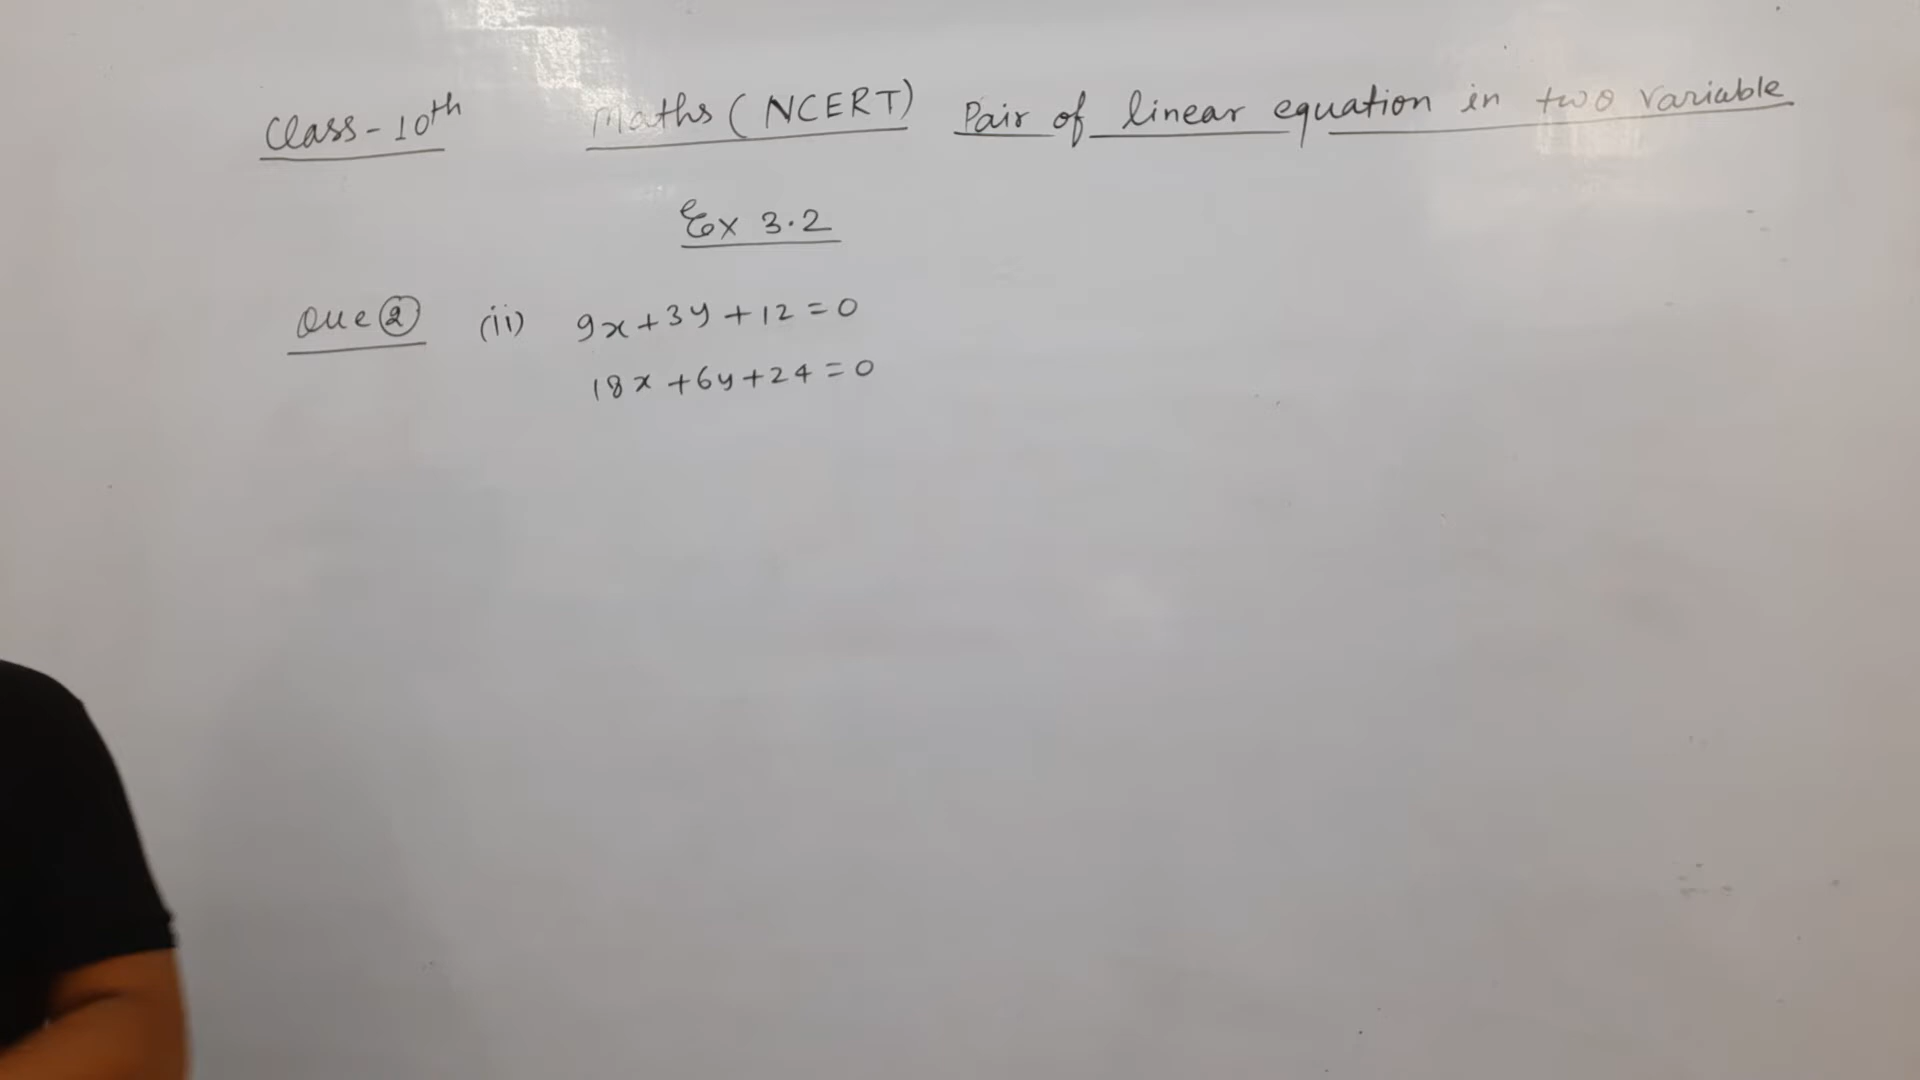 Class-10th Maths (NCERT) Pair of linear equation in two variable
Ex 3.2
Que ② (ii) 9x+3y+12=0
18x+6y+24=0